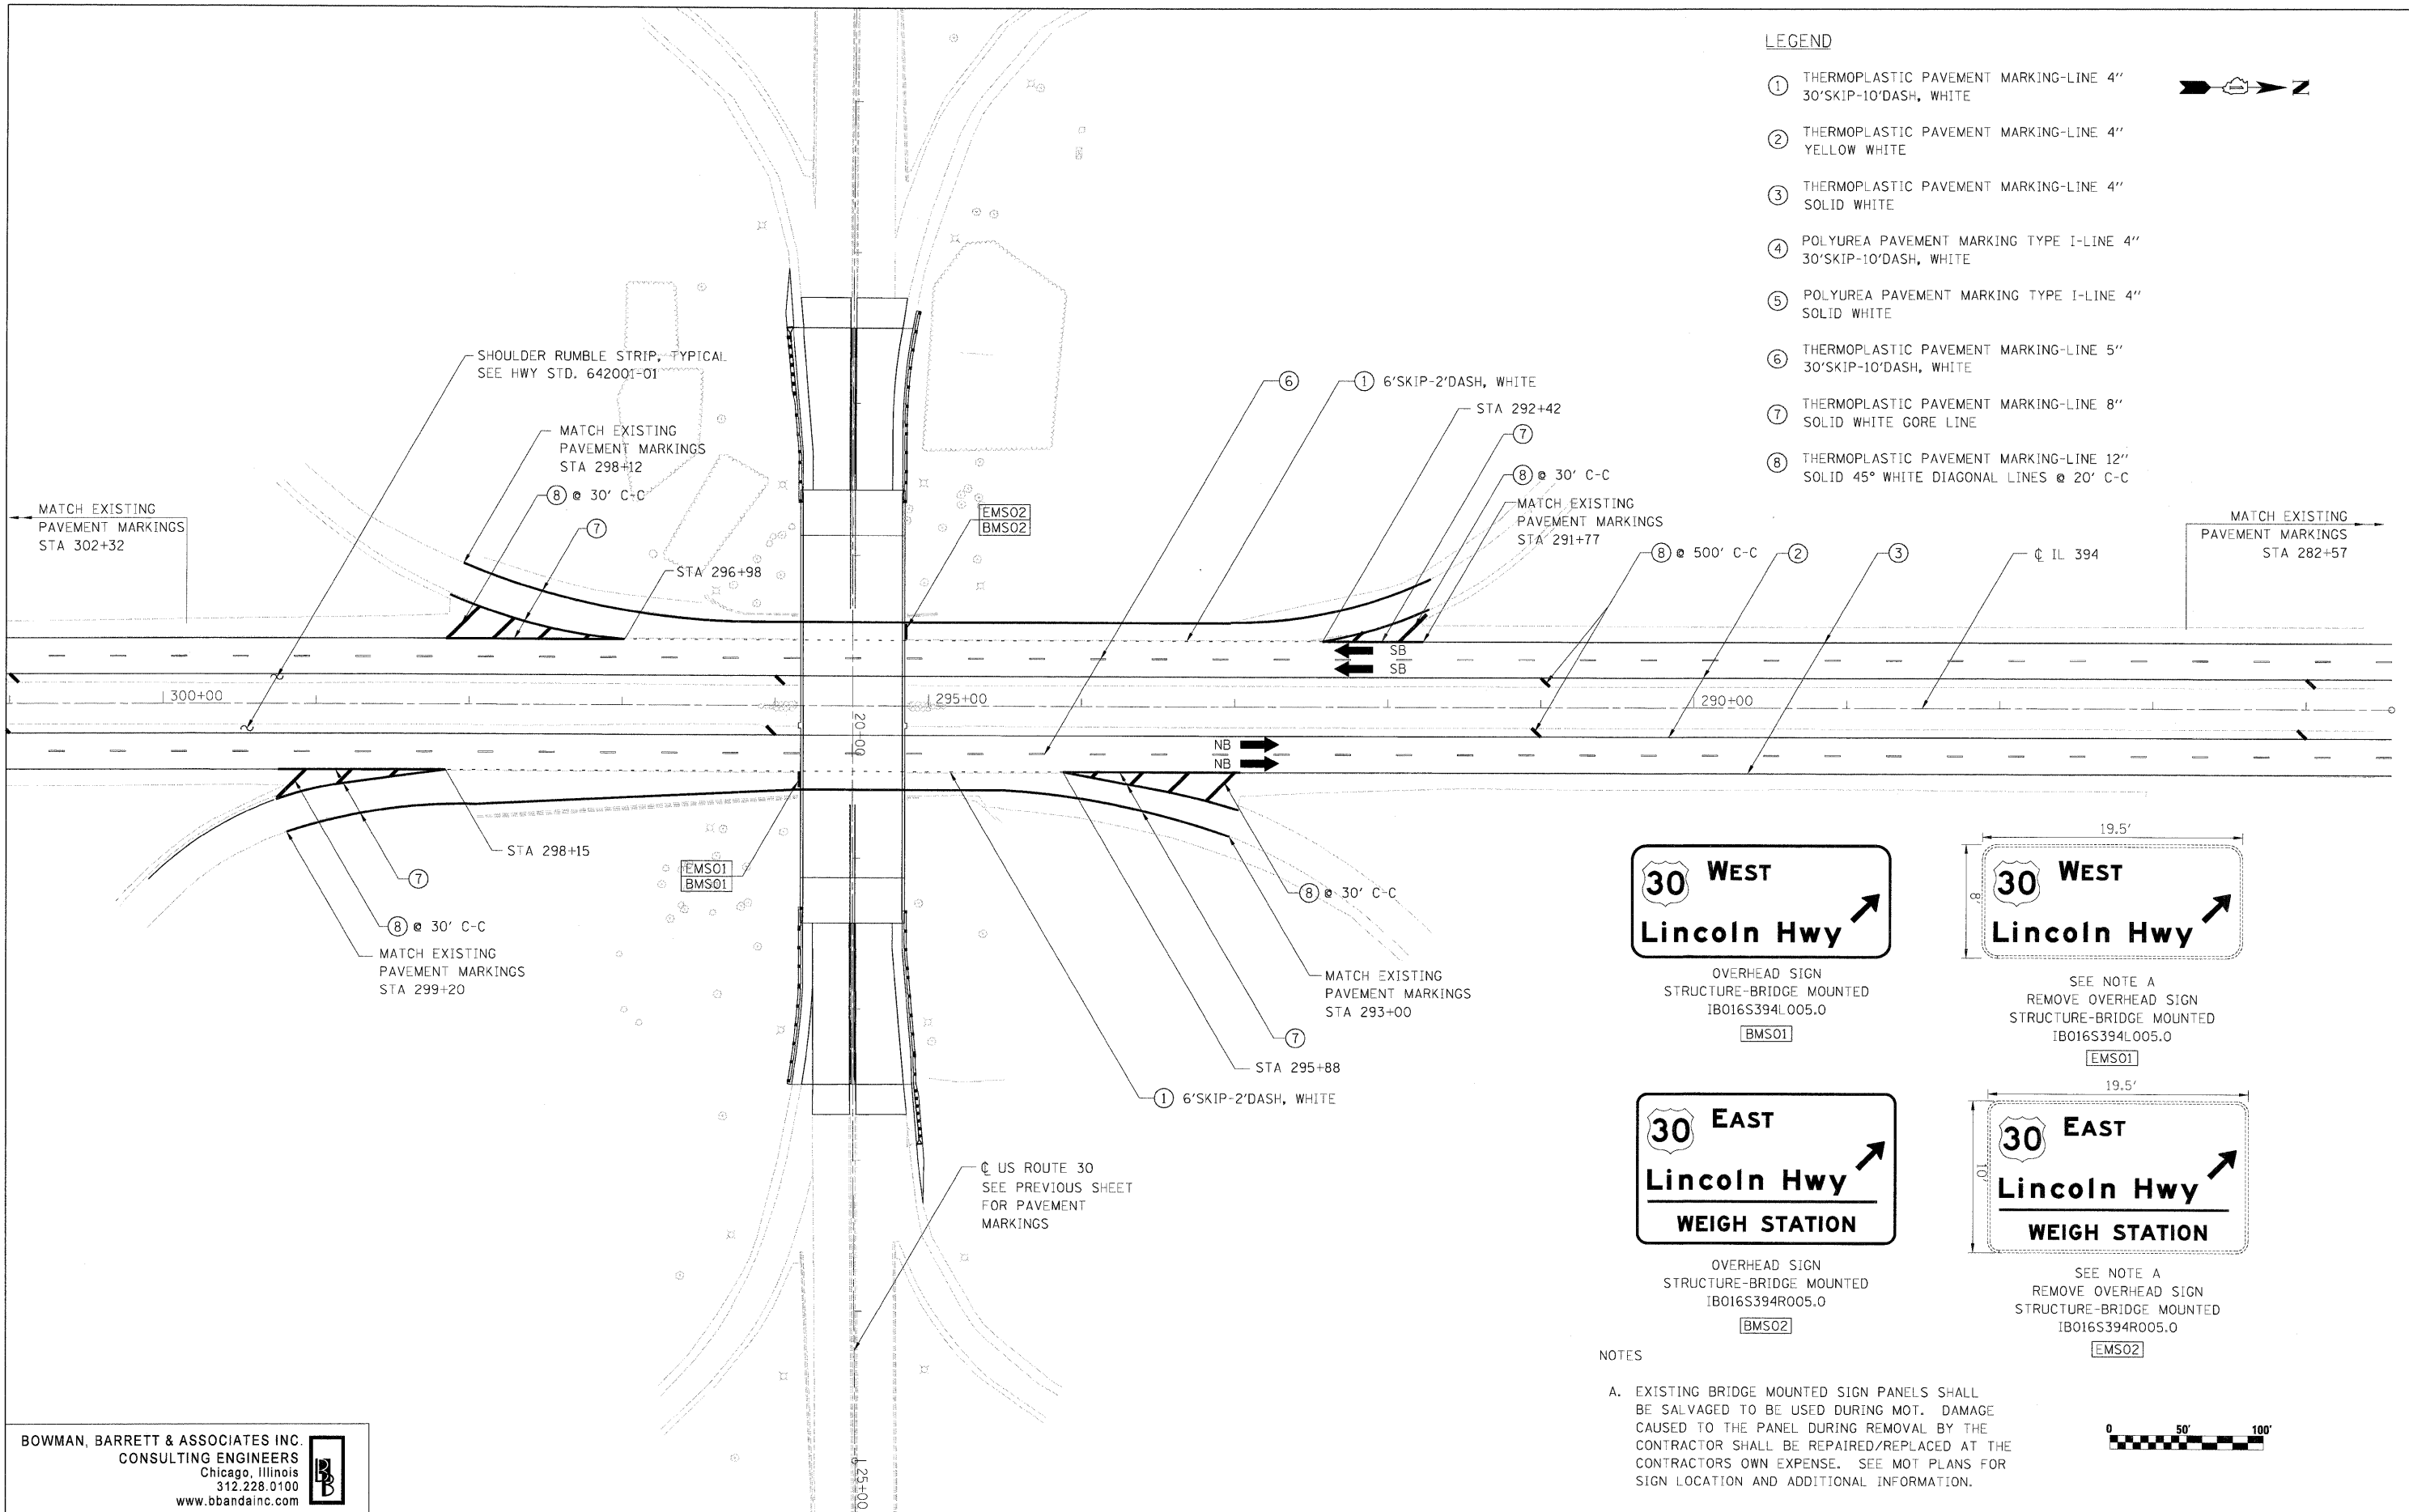 LEGEND
1 THERMOPLASTIC PAVEMENT MARKING-LINE 4"
30'SKIP-10'DASH, WHITE
2 THERMOPLASTIC PAVEMENT MARKING-LINE 4"
YELLOW WHITE
3 THERMOPLASTIC PAVEMENT MARKING-LINE 4"
SOLID WHITE
4 POLYUREA PAVEMENT MARKING TYPE I-LINE 4"
30'SKIP-10'DASH, WHITE
5 POLYUREA PAVEMENT MARKING TYPE I-LINE 4"
SOLID WHITE
6 THERMOPLASTIC PAVEMENT MARKING-LINE 5"
30'SKIP-10'DASH, WHITE
7 THERMOPLASTIC PAVEMENT MARKING-LINE 8"
SOLID WHITE GORE LINE
8 THERMOPLASTIC PAVEMENT MARKING-LINE 12"
SOLID 45° WHITE DIAGONAL LINES @ 20' C-C
N
SHOULDER RUMBLE STRIP, TYPICAL
SEE HWY STD. 642001-01
MATCH EXISTING
PAVEMENT MARKINGS
STA 298+12
8 @ 30' C-C
7
MATCH EXISTING
PAVEMENT MARKINGS
STA 302+32
STA 296+98
EMS02
BMS02
6
1 6'SKIP-2'DASH, WHITE
STA 292+42
7
8 @ 30' C-C
MATCH EXISTING
PAVEMENT MARKINGS
STA 291+77
8 @ 500' C-C
2
3
℄ IL 394
MATCH EXISTING
PAVEMENT MARKINGS
STA 282+57
SB
SB
300+00
295+00
290+00
20+00
NB
NB
STA 298+15
7
8 @ 30' C-C
MATCH EXISTING
PAVEMENT MARKINGS
STA 299+20
EMS01
BMS01
8 @ 30' C-C
MATCH EXISTING
PAVEMENT MARKINGS
STA 293+00
7
STA 295+88
1 6'SKIP-2'DASH, WHITE
℄ US ROUTE 30
SEE PREVIOUS SHEET
FOR PAVEMENT
MARKINGS
25+00
30 WEST
Lincoln Hwy
OVERHEAD SIGN
STRUCTURE-BRIDGE MOUNTED
IB016S394L005.0
BMS01
19.5'
8'
30 WEST
Lincoln Hwy
SEE NOTE A
REMOVE OVERHEAD SIGN
STRUCTURE-BRIDGE MOUNTED
IB016S394L005.0
EMS01
30 EAST
Lincoln Hwy
WEIGH STATION
OVERHEAD SIGN
STRUCTURE-BRIDGE MOUNTED
IB016S394R005.0
BMS02
19.5'
10'
30 EAST
Lincoln Hwy
WEIGH STATION
SEE NOTE A
REMOVE OVERHEAD SIGN
STRUCTURE-BRIDGE MOUNTED
IB016S394R005.0
EMS02
NOTES
A. EXISTING BRIDGE MOUNTED SIGN PANELS SHALL
BE SALVAGED TO BE USED DURING MOT. DAMAGE
CAUSED TO THE PANEL DURING REMOVAL BY THE
CONTRACTOR SHALL BE REPAIRED/REPLACED AT THE
CONTRACTORS OWN EXPENSE. SEE MOT PLANS FOR
SIGN LOCATION AND ADDITIONAL INFORMATION.
0 50' 100'
BOWMAN, BARRETT & ASSOCIATES INC.
CONSULTING ENGINEERS
Chicago, Illinois
312.228.0100
www.bbandainc.com